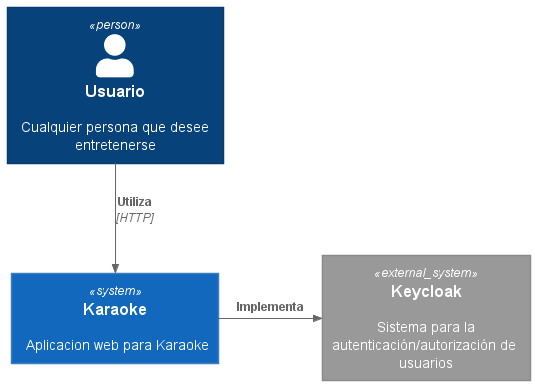 «person»
Usuario
Cualquier persona que desee
entretenerse
Utiliza
[HTTP]
«system»
Karaoke
Aplicacion web para Karaoke
Implementa
«external_system»
Keycloak
Sistema para la
autenticación/autorización de
usuarios